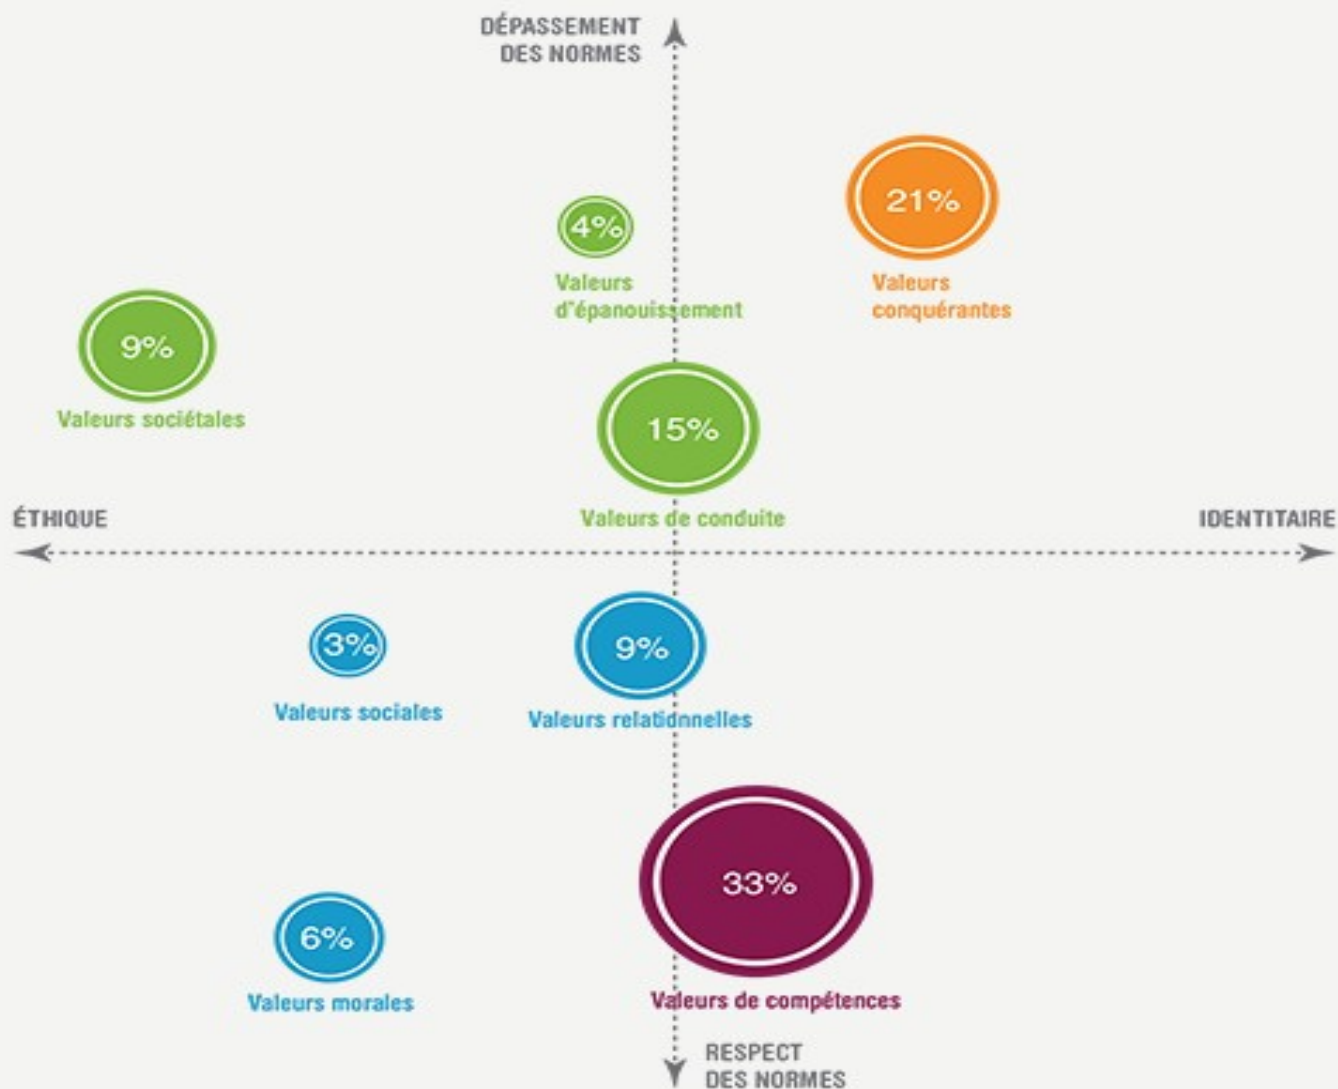 DÉPASSEMENT
DES NORMES
21%
4%
Valeurs
d'épanouissement
Valeurs
conquérantes
9%
Valeurs sociétales
15%
Valeurs de conduite
ÉTHIQUE
IDENTITAIRE
3%
9%
Valeurs sociales
Valeurs relationnelles
33%
6%
Valeurs morales
Valeurs de compétences
RESPECT
DES NORMES